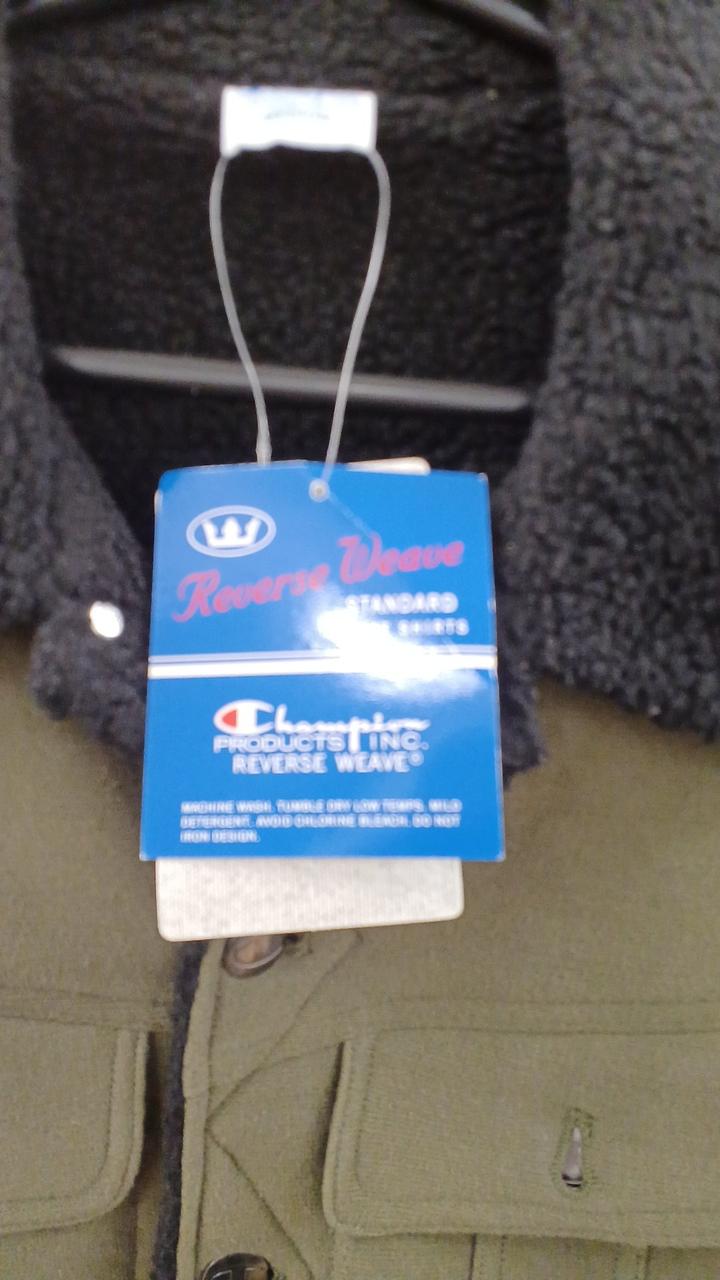 Reverse Weave
STANDARD
SHIRTS
Champion
PRODUCTS INC.
REVERSE WEAVE®
MACHINE WASH. TUMBLE DRY LOW TEMPS. MILD
DETERGENT. AVOID CHLORINE BLEACH. DO NOT
IRON DESIGN.